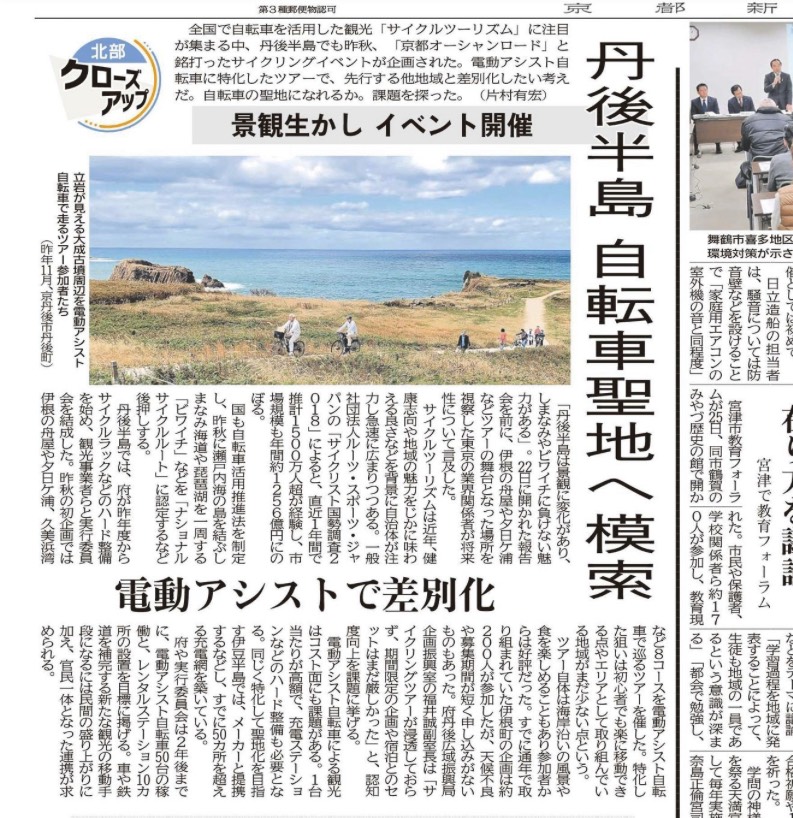 第3種郵便物認可
京都新
北部
クローズ
アップ
全国で自転車を活用した観光「サイクルツーリズム」に注目
が集まる中、丹後半島でも昨秋、「京都オーシャンロード」と
銘打ったサイクリングイベントが企画された。電動アシスト自
転車に特化したツアーで、先行する他地域と差別化したい考え
だ。自転車の聖地になれるか。課題を探った。（片村有宏）
丹後半島 自転車聖地へ模索
景観生かし イベント開催
立岩が見える大成古墳周辺を電動アシスト
自転車で走るツアー参加者たち
（昨年11月、京丹後市丹後町）
「丹後半島は景観に変化があり、
しまなみやビワイチに負けない魅
力がある」。22日に開かれた報告
会を前に、伊根の舟屋や夕日ケ浦
などツアーの舞台となった場所を
視察した東京の業界関係者が将来
性について言及した。
サイクルツーリズムは近年、健
康志向や地域の魅力をじかに味わ
える良さなどを背景に自治体が注
力し急速に広まりつつある。一般
社団法人ルーツ・スポーツ・ジャ
パンの「サイクリスト国勢調査2
018」によると、直近1年間で
推計1500万人超が経験し、市
場規模も年間約1256億円にの
ぼる。
国も自転車活用推進法を制定
し、昨秋に瀬戸内海の島を結ぶし
まなみ海道や琵琶湖を一周する
「ビワイチ」などを「ナショナル
サイクルルート」に認定するなど
後押しする。
丹後半島では、府が昨年度から
サイクルラックなどのハード整備
を始め、観光事業者らと実行委員
会を結成した。昨秋の初企画では
伊根の舟屋や夕日ケ浦、久美浜湾
電動アシストで差別化
など8コースを電動アシスト自転
車で巡るツアーを催した。特化し
た狙いは初心者でも楽に移動でき
る点やエリアとして取り組んでい
る地域がまだ少ない点という。
ツアー自体は海岸沿いの風景や
食を楽しめることもあり参加者か
らは好評だった。すでに通年で取
り組まれていた伊根町の企画は約
200人が参加したが、天候不良
や募集期間が短く申し込みがない
ものもあった。府丹後広域振興局
企画振興室の福井誠副室長は「サ
イクリングツアーが浸透しておら
ず、期間限定の企画や宿泊とのセ
ットはまだ厳しかった」と、認知
度向上を課題に挙げる。
電動アシスト自転車による観光
はコスト面にも課題がある。1台
当たりが高額で、充電ステーショ
ンなどのハード整備も必要とな
る。同じく特化して聖地化を目指
す伊豆半島では、メーカーと提携
するなどし、すでに50カ所を超え
る充電網を築いている。
府や実行委員会は2年後まで
に、電動アシスト自転車50台の稼
働と、レンタルステーション10カ
所の設置を目標に掲げる。車や鉄
道を補完する新たな観光の移動手
段になるには民間の盛り上がりに
加え、官民一体となった連携が求
められる。
舞鶴市喜多地区
環境対策が示さ
日立造船の担当者
は、騒音については防
音壁などを設けること
で「家庭用エアコンの
室外機の音と同程度」
宮津で教育フォーラム
宮津市教育フォーラ
ムが25日、同市鶴賀の
みやづ歴史の館で開か
れた。市民や保護者、
学校関係者ら約17
0人が参加し、教育現
「学習過程を地域に発
表することによって、
生徒も地域の一員であ
るという意識が深ま
る」「都会で勉強し、
を祈った。
学問の神様
を祭る天満宮
して毎年実施
奈島正倫宮司